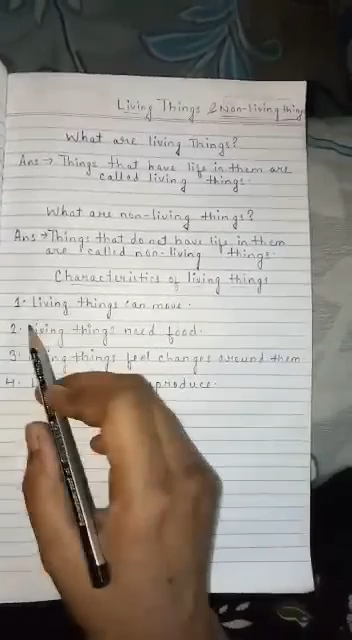 Living Things & Non-living things
What are living Things?
Ans → Things that have life in them are
called living things.
What are non-living things?
Ans → Things that do not have life in them
are called non-living things.
Characteristics of living things
1. Living things can move.
2. Living things need food.
3. things feel changes around them
4.